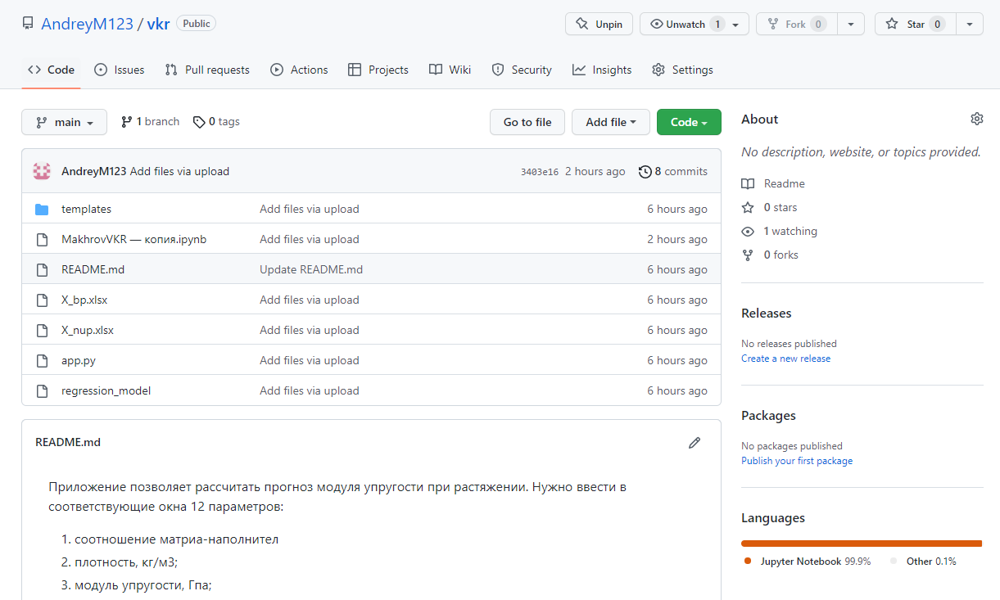 AndreyM123 / vkr Public
Unpin Unwatch 1 Fork 0 Star 0
Code Issues Pull requests Actions Projects Wiki Security Insights Settings
main 1 branch 0 tags Go to file Add file Code
AndreyM123 Add files via upload 3403e16 2 hours ago 8 commits
templates Add files via upload 6 hours ago
MakhrovVKR — копия.ipynb Add files via upload 2 hours ago
README.md Update README.md 6 hours ago
X_bp.xlsx Add files via upload 6 hours ago
X_nup.xlsx Add files via upload 6 hours ago
app.py Add files via upload 6 hours ago
regression_model Add files via upload 6 hours ago
README.md
Приложение позволяет рассчитать прогноз модуля упругости при растяжении. Нужно ввести в
соответствующие окна 12 параметров:
1. соотношение матриа-наполнител
2. плотность, кг/м3;
3. модуль упругости, Гпа;
About
No description, website, or topics provided.
Readme
0 stars
1 watching
0 forks
Releases
No releases published
Create a new release
Packages
No packages published
Publish your first package
Languages
Jupyter Notebook 99.9% Other 0.1%